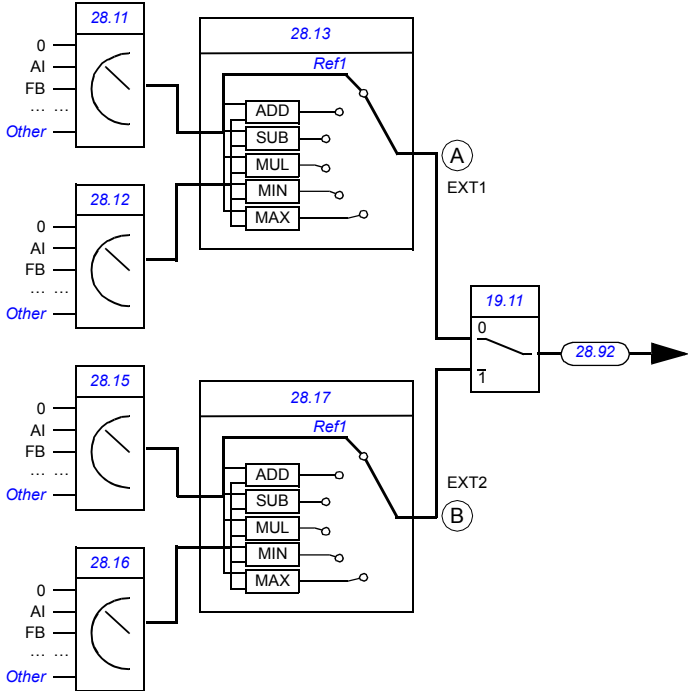 28.11
0
AI
FB
... ...
Other
28.13
Ref1
ADD
SUB
MUL
MIN
MAX
A
EXT1
28.12
0
AI
FB
... ...
Other
19.11
0
1
28.92
28.15
0
AI
FB
... ...
Other
28.17
Ref1
ADD
SUB
MUL
MIN
MAX
EXT2
B
28.16
0
AI
FB
... ...
Other